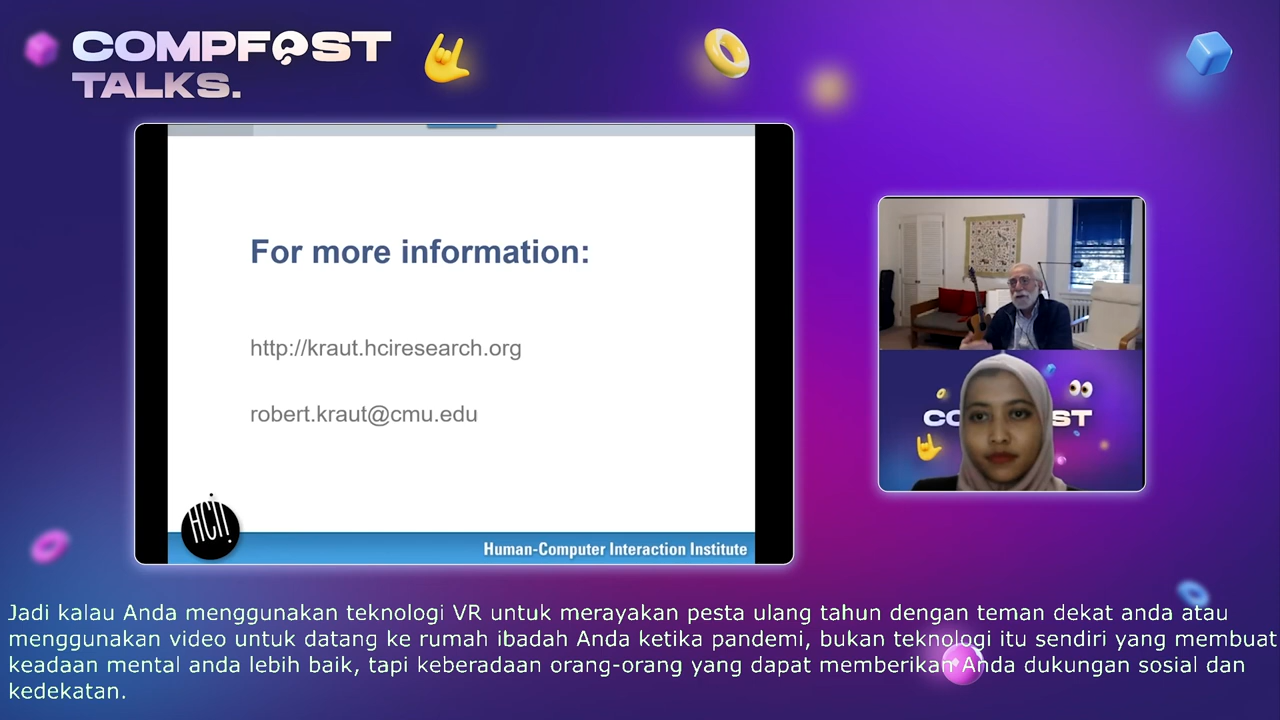 COMPFEST
TALKS.
For more information:
http://kraut.hciresearch.org
robert.kraut@cmu.edu
HCII
Human-Computer Interaction Institute
CO ST
Jadi kalau Anda menggunakan teknologi VR untuk merayakan pesta ulang tahun dengan teman dekat anda atau
menggunakan video untuk datang ke rumah ibadah Anda ketika pandemi, bukan teknologi itu sendiri yang membuat
keadaan mental anda lebih baik, tapi keberadaan orang-orang yang dapat memberikan Anda dukungan sosial dan
kedekatan.